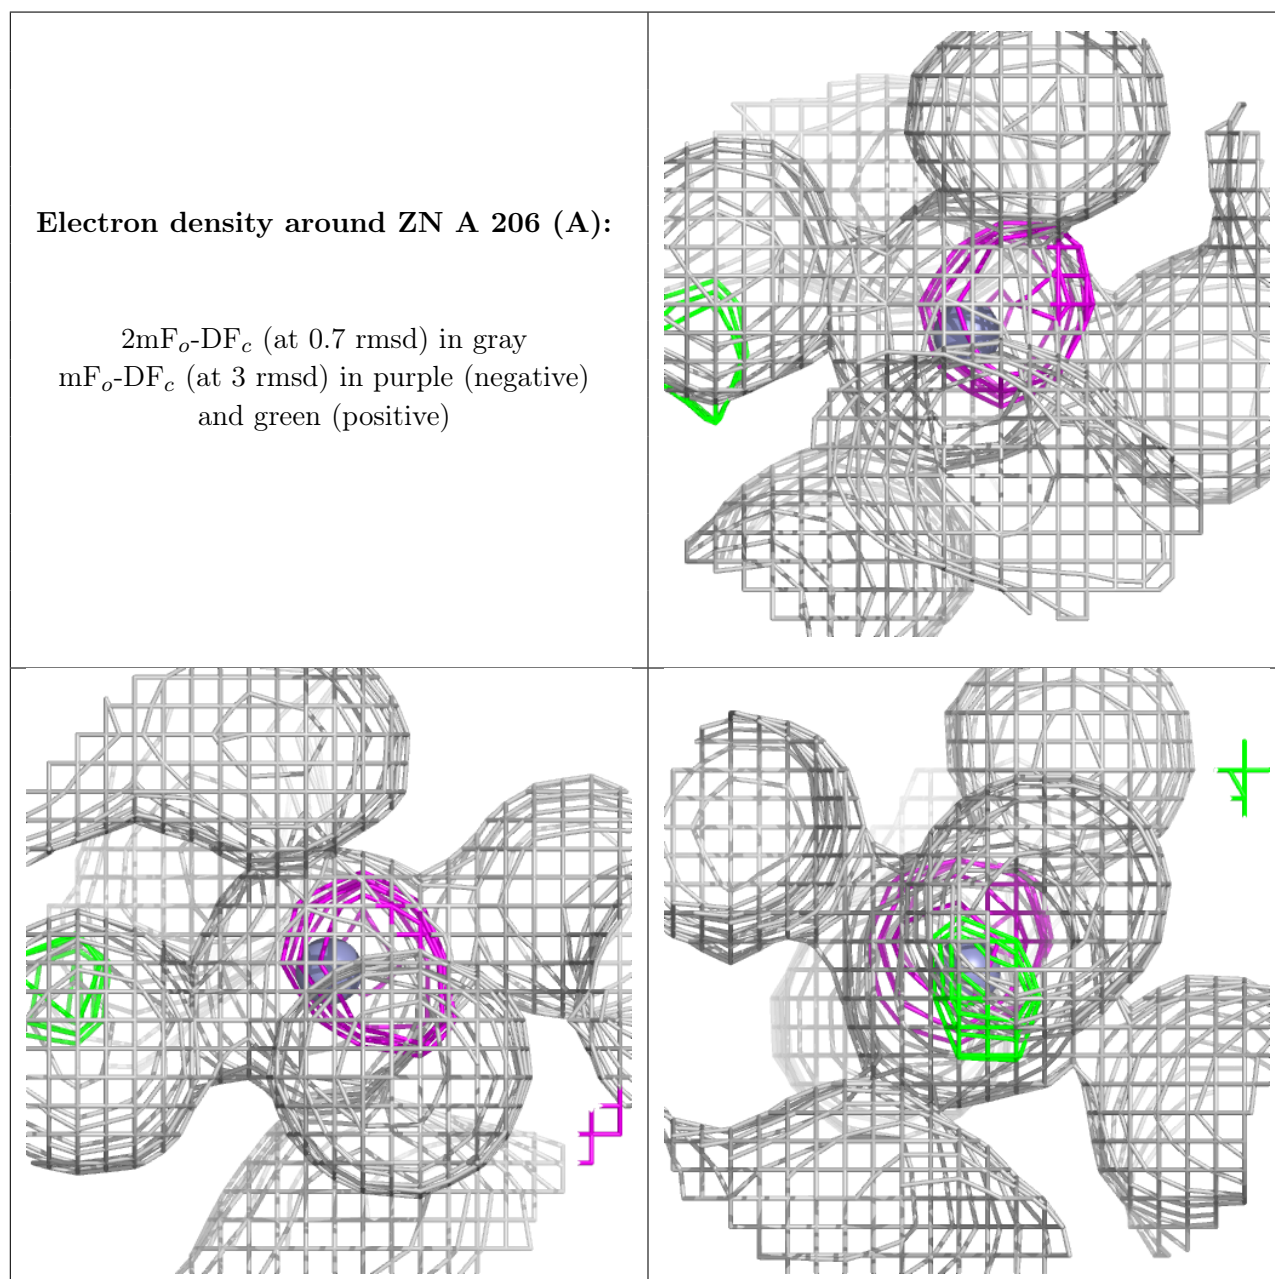 Electron density around ZN A 206 (A):
2mFo-DFc (at 0.7 rmsd) in gray
mFo-DFc (at 3 rmsd) in purple (negative)
and green (positive)